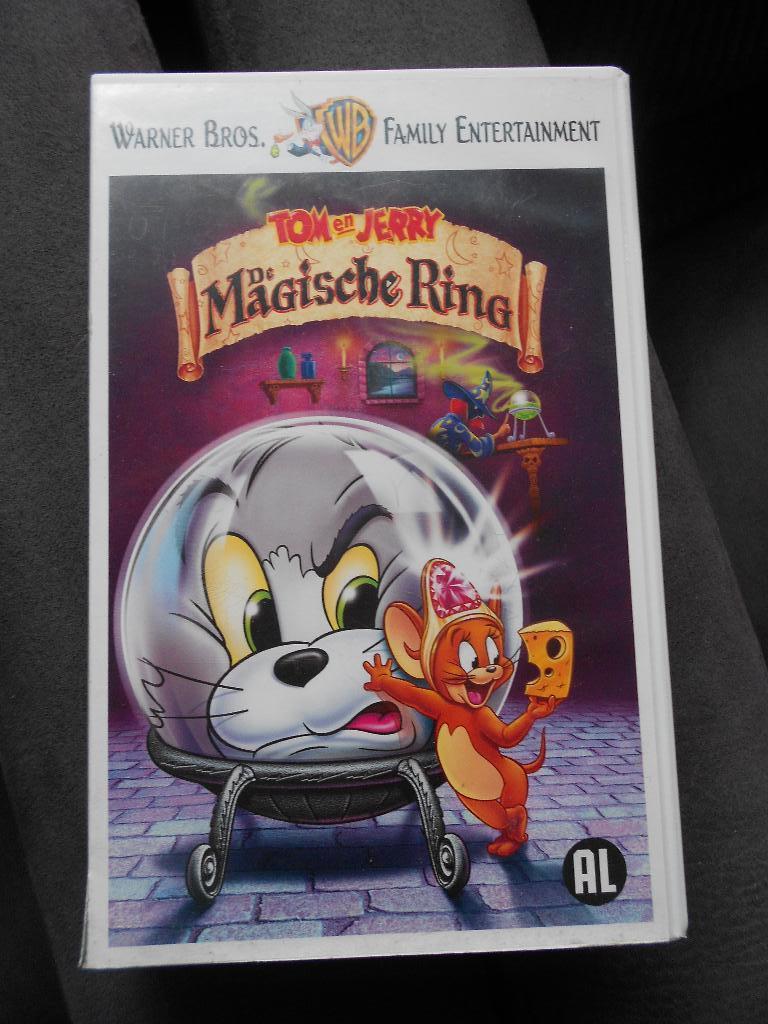 WARNER BROS. WB FAMILY ENTERTAINMENT
TOM en JERRY
De MAGische RinG
AL